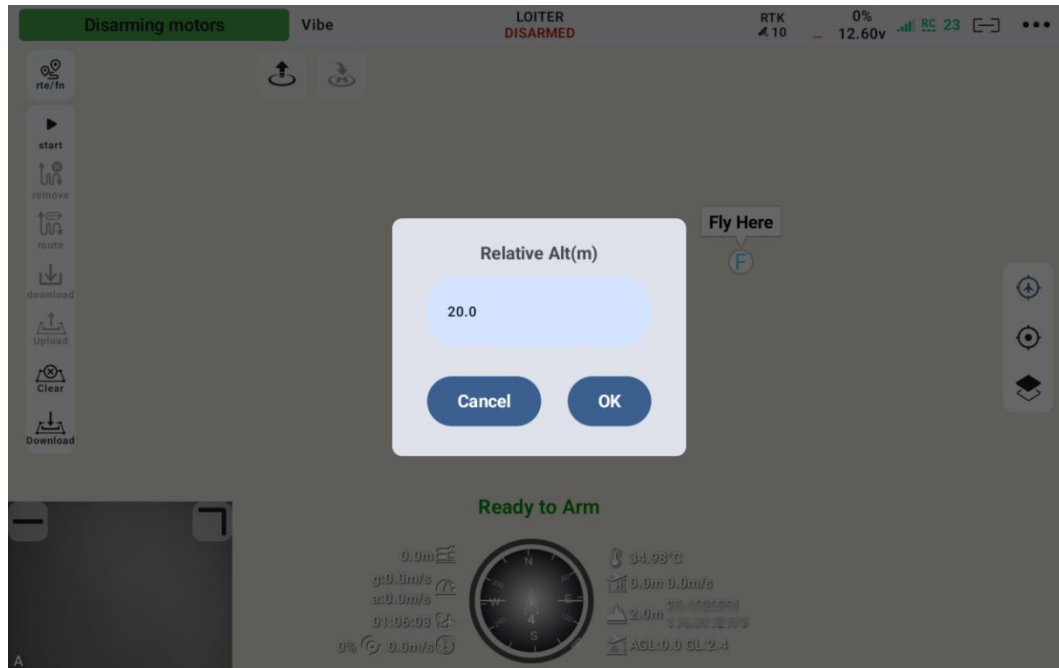 Disarming motors
Vibe
LOITER
DISARMED
RTK
10
0%
12.60v
RC 23
rte/fn
start
remove
route
download
Upload
Clear
Download
Fly Here
F
Relative Alt(m)
20.0
Cancel
OK
Ready to Arm
0.0m
g:0.0m/s
a:0.0m/s
01:06:08
0% 0.0m/s
N
E
S
W
4
34.98°C
0.0m 0.0m/s
2.0m
AGL:0.0 GL:2.4
A